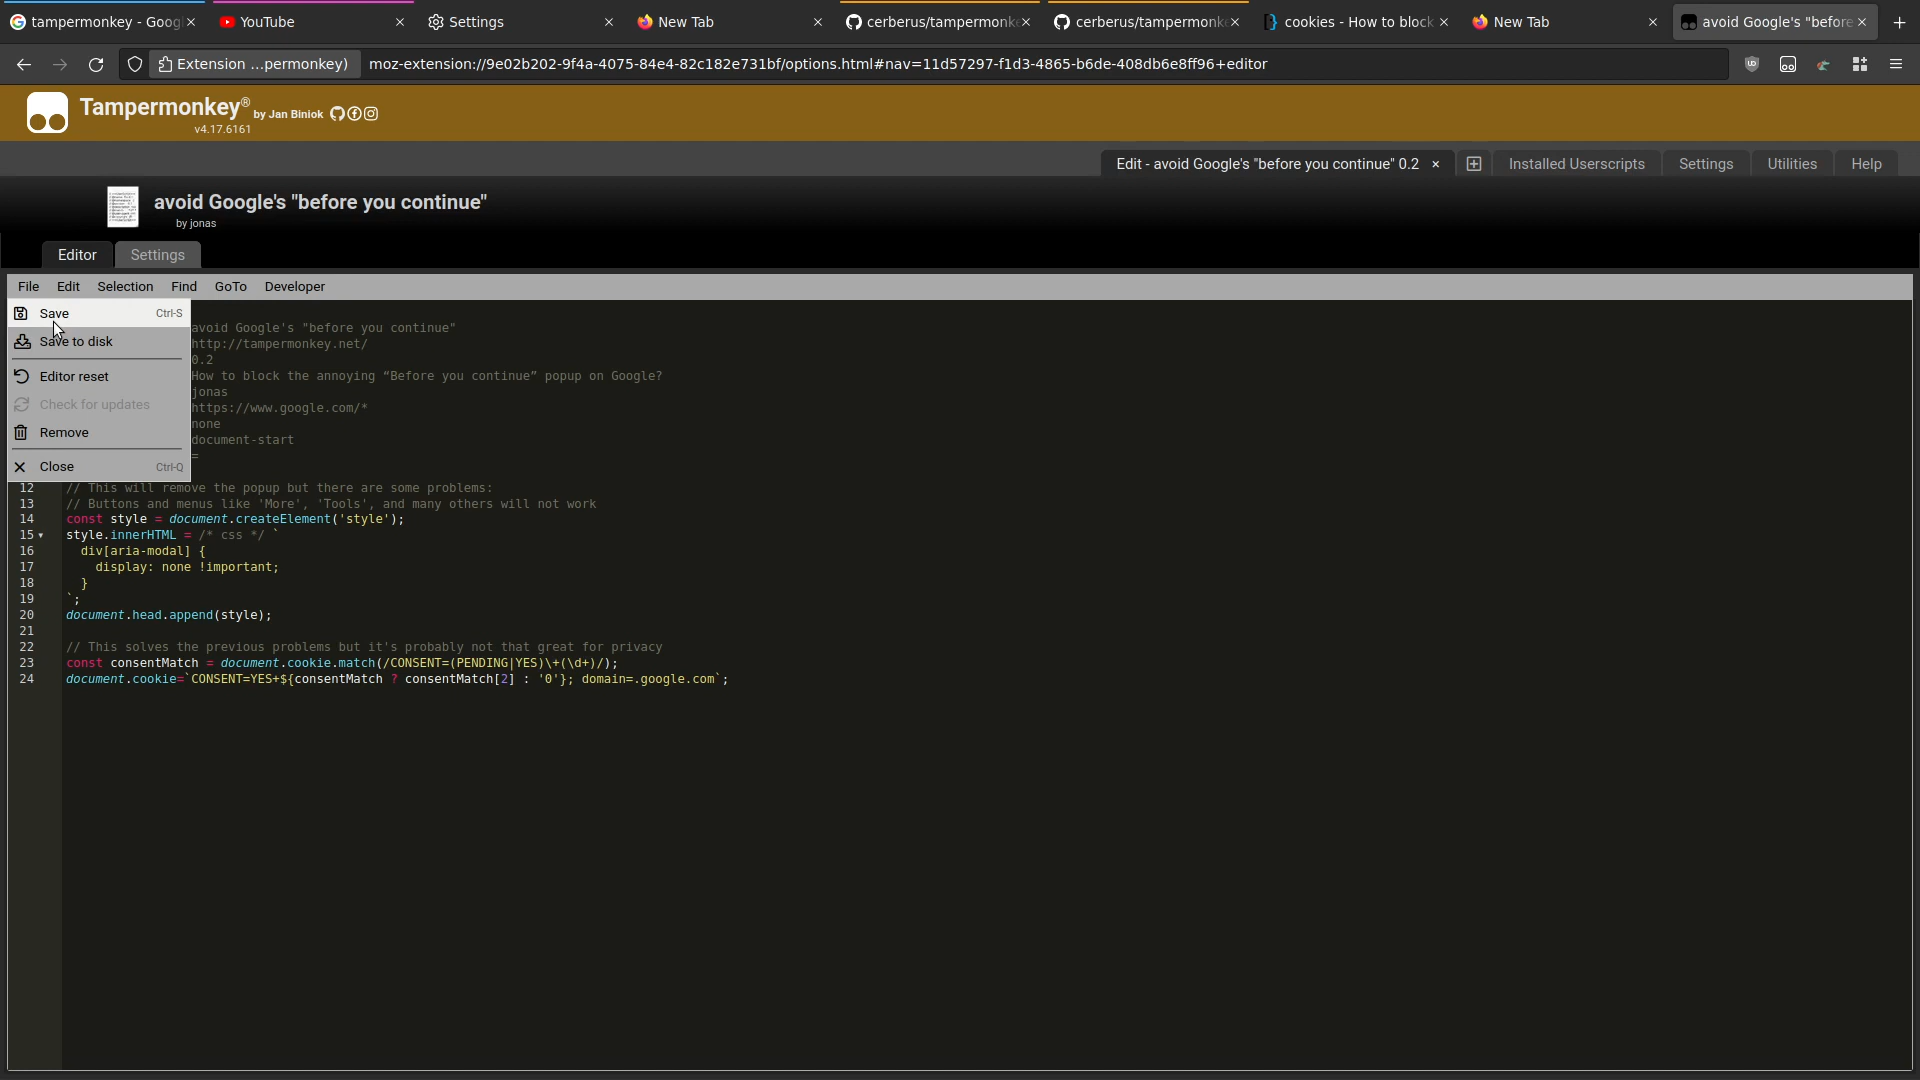 tampermonkey - Goog
YouTube
Settings
New Tab
cerberus/tampermonke
cerberus/tampermonke
cookies - How to block
New Tab
avoid Google's "before
Extension ...permonkey)
moz-extension://9e02b202-9f4a-4075-84e4-82c182e731bf/options.html#nav=11d57297-f1d3-4865-b6de-408db6e8ff96+editor
Tampermonkey® by Jan Biniok
v4.17.6161
Edit - avoid Google's "before you continue" 0.2
Installed Userscripts
Settings
Utilities
Help
avoid Google's "before you continue"
by jonas
Editor
Settings
File Edit Selection Find GoTo Developer
Save Ctrl-S
Save to disk
Editor reset
Check for updates
Remove
Close Ctrl-Q
avoid Google's "before you continue"
http://tampermonkey.net/
0.2
How to block the annoying “Before you continue” popup on Google?
jonas
https://www.google.com/*
none
document-start
=
12 // This will remove the popup but there are some problems:
13 // Buttons and menus like 'More', 'Tools', and many others will not work
14 const style = document.createElement('style');
15 style.innerHTML = /* css */ `
16 div[aria-modal] {
17 display: none !important;
18 }
19 `;
20 document.head.append(style);
21
22 // This solves the previous problems but it's probably not that great for privacy
23 const consentMatch = document.cookie.match(/CONSENT=(PENDING|YES)\+(\d+)/);
24 document.cookie=`CONSENT=YES+${consentMatch ? consentMatch[2] : '0'}; domain=.google.com`;